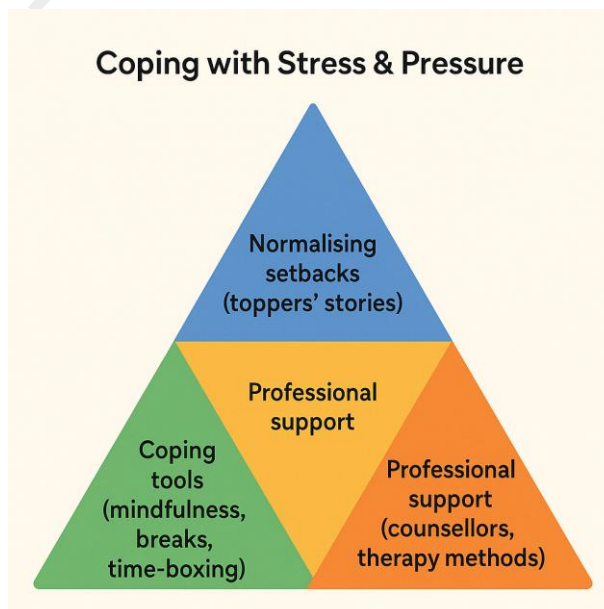 Coping with Stress & Pressure
Normalising
setbacks
(toppers' stories)
Professional
support
Coping
tools
(mindfulness,
breaks,
time-boxing)
Professional
support
(counsellors,
therapy methods)